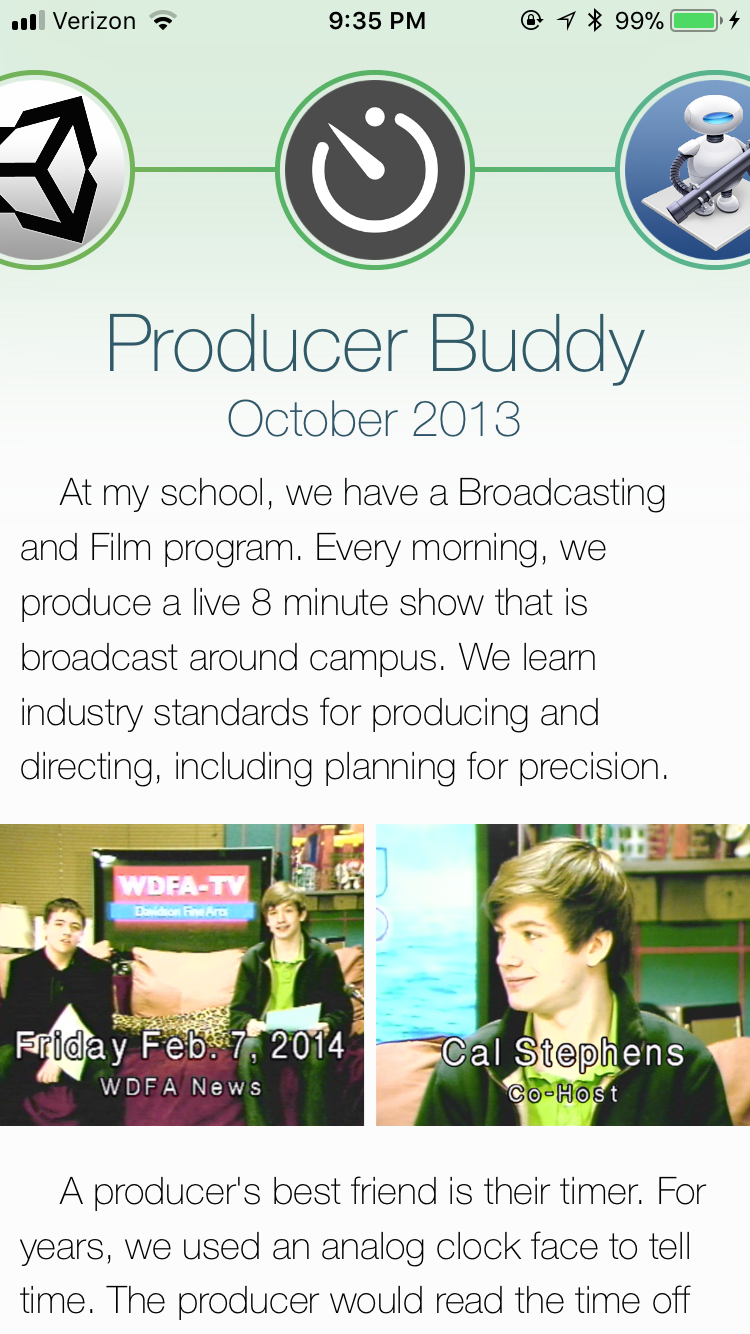 Verizon 9:35 PM 99%
Producer Buddy
October 2013
At my school, we have a Broadcasting
and Film program. Every morning, we
produce a live 8 minute show that is
broadcast around campus. We learn
industry standards for producing and
directing, including planning for precision.
WDFA-TV
Davidson Fine Arts
Friday Feb. 7, 2014
WDFA News
Cal Stephens
Co-Host
A producer's best friend is their timer. For
years, we used an analog clock face to tell
time. The producer would read the time off